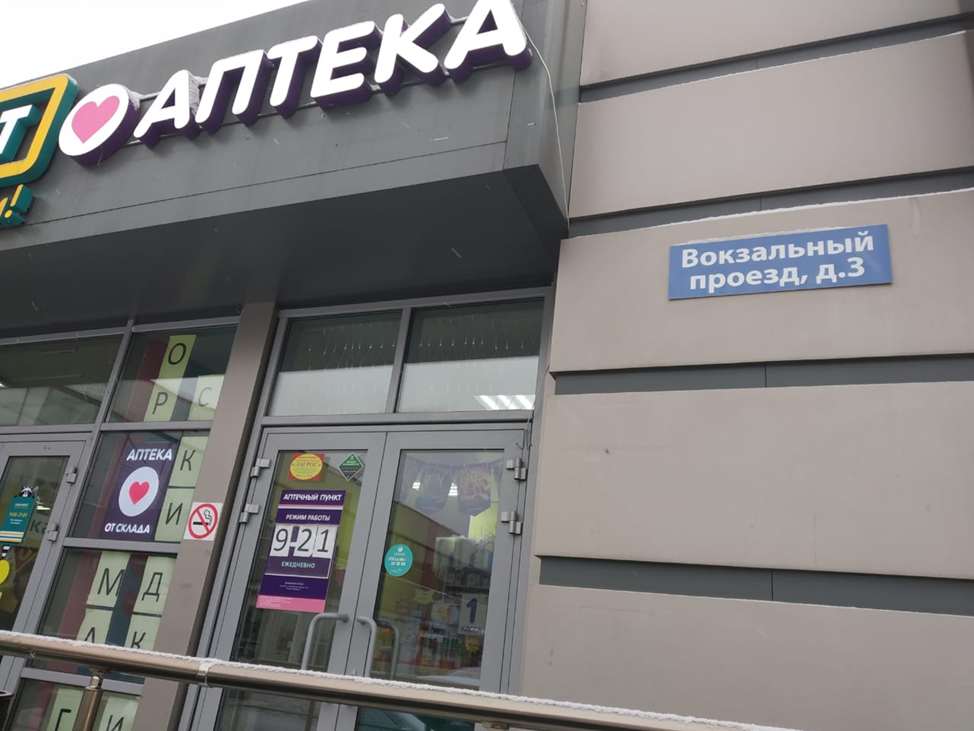 Т
АПТЕКА
Вокзальный
проезд, д.3
АПТЕКА
ОТ СКЛАДА
АПТЕЧНЫЙ ПУНКТ
РЕЖИМ РАБОТЫ
9-21
ЕЖЕДНЕВНО
О
Р С
К
И
М Д
К
Г И
1